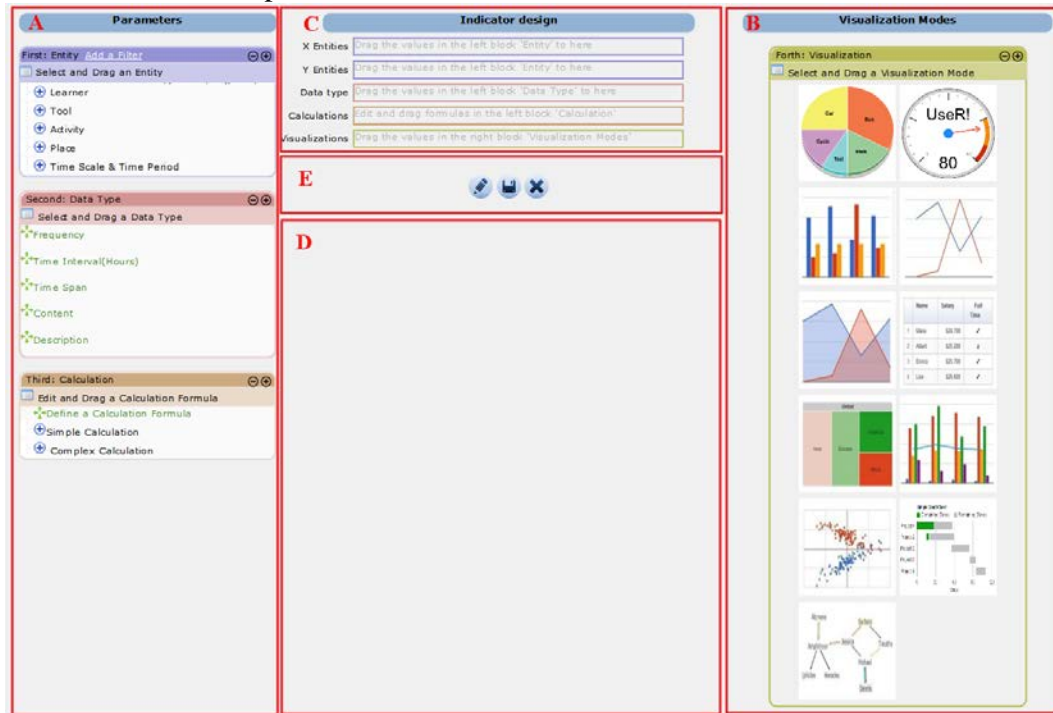 A
Parameters
First: Entity Add a Filter
Select and Drag an Entity
Learner
Tool
Activity
Place
Time Scale & Time Period
Second: Data Type
Select and Drag a Data Type
Frequency
Time Interval(Hours)
Time Span
Content
Description
Third: Calculation
Edit and Drag a Calculation Formula
Define a Calculation Formula
Simple Calculation
Complex Calculation
C
Indicator design
X Entities Drag the values in the left block 'Entity' to here
Y Entities Drag the values in the left block 'Entity' to here
Data type Drag the values in the left block 'Data Type' to here
Calculations Edit and drag formulas in the left block 'Calculation'
Visualizations Drag the values in the right block 'Visualization Modes'
E
D
B
Visualization Modes
Forth: Visualization
Select and Drag a Visualization Mode
Car
Bus
UseR!
80
Name Salary Full
Time